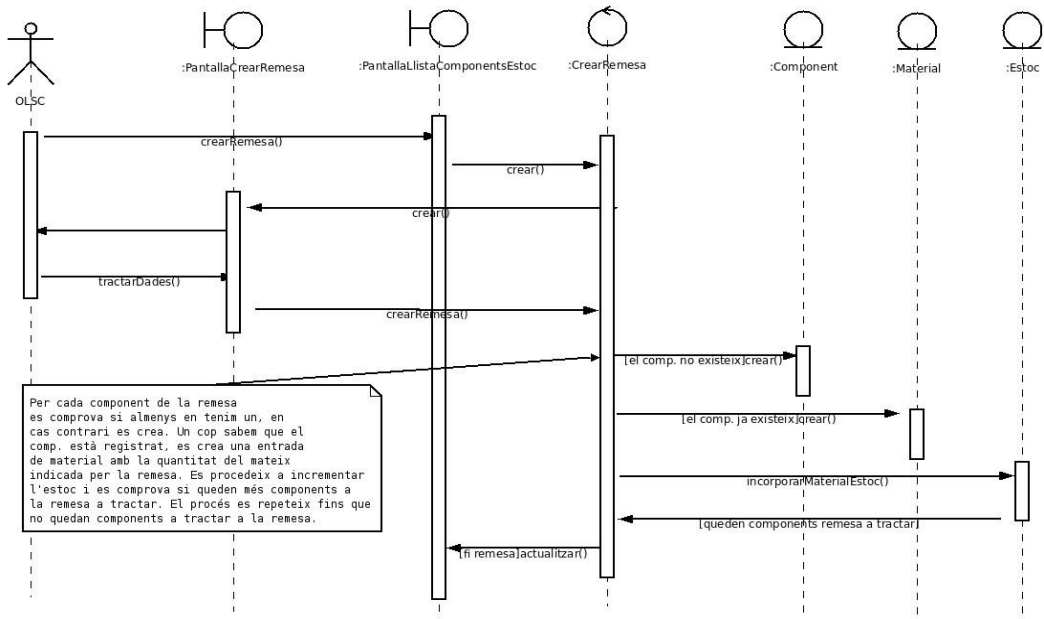 :PantallaCrearRemesa
:PantallaLlistaComponentsEstoc
:CrearRemesa
:Component
:Material
:Estoc
OLSC
crearRemesa()
crear()
crear()
tractarDades()
crearRemesa()
[el comp. no existeix]crear()
Per cada component de la remesa
es comprova si almenys en tenim un, en
cas contrari es crea. Un cop sabem que el
comp. està registrat, es crea una entrada
de material amb la quantitat del mateix
indicada per la remesa. Es procedeix a incrementar
l'estoc i es comprova si queden més components a
la remesa a tractar. El procés es repeteix fins que
no quedan components a tractar a la remesa.
[el comp. ja existeix]crear()
incorporarMaterialEstoc()
[queden components remesa a tractar]
[fi remesa]actualitzar()